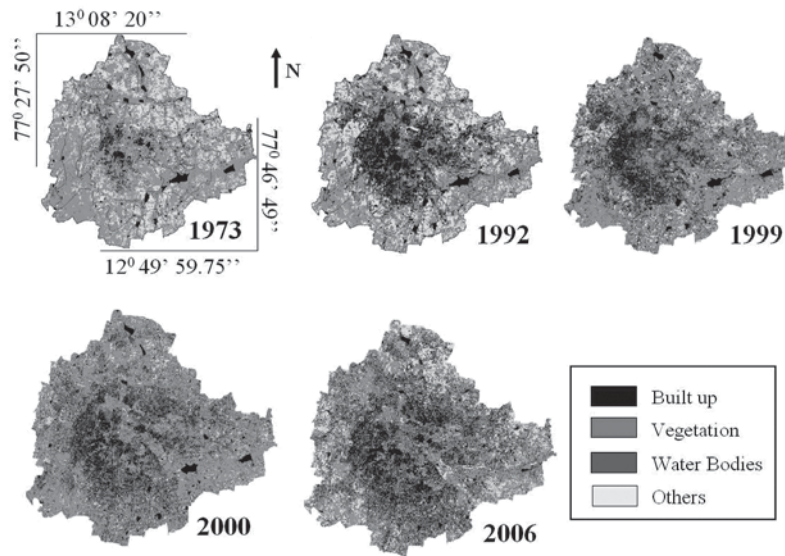 13⁰ 08’ 20’’
77⁰ 27’ 50’’
N
77⁰ 46’ 49’’
1973
12⁰ 49’ 59.75’’
1992
1999
2000
2006
Built up
Vegetation
Water Bodies
Others